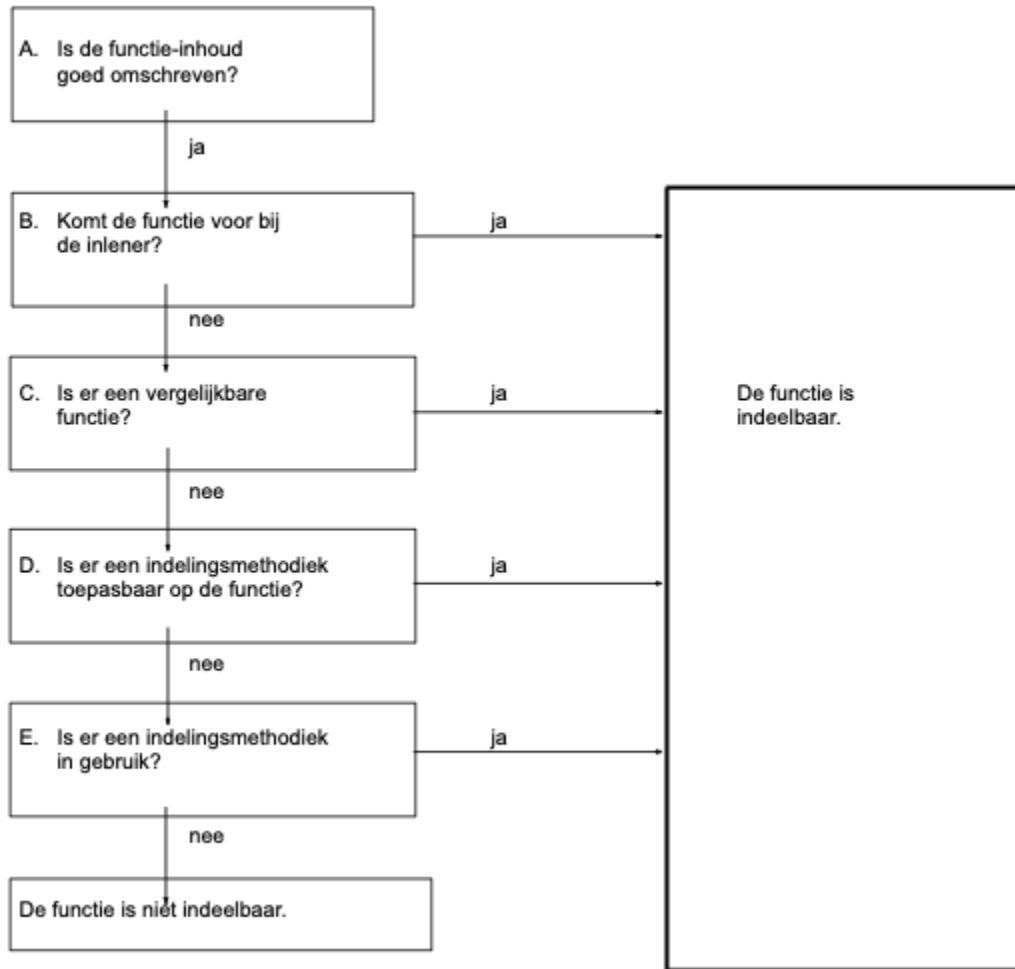 A. Is de functie-inhoud
goed omschreven?
ja
B. Komt de functie voor bij
de inlener?
ja
nee
C. Is er een vergelijkbare
functie?
ja
De functie is
indeelbaar.
nee
D. Is er een indelingsmethodiek
toepasbaar op de functie?
ja
nee
E. Is er een indelingsmethodiek
in gebruik?
ja
nee
De functie is niet indeelbaar.